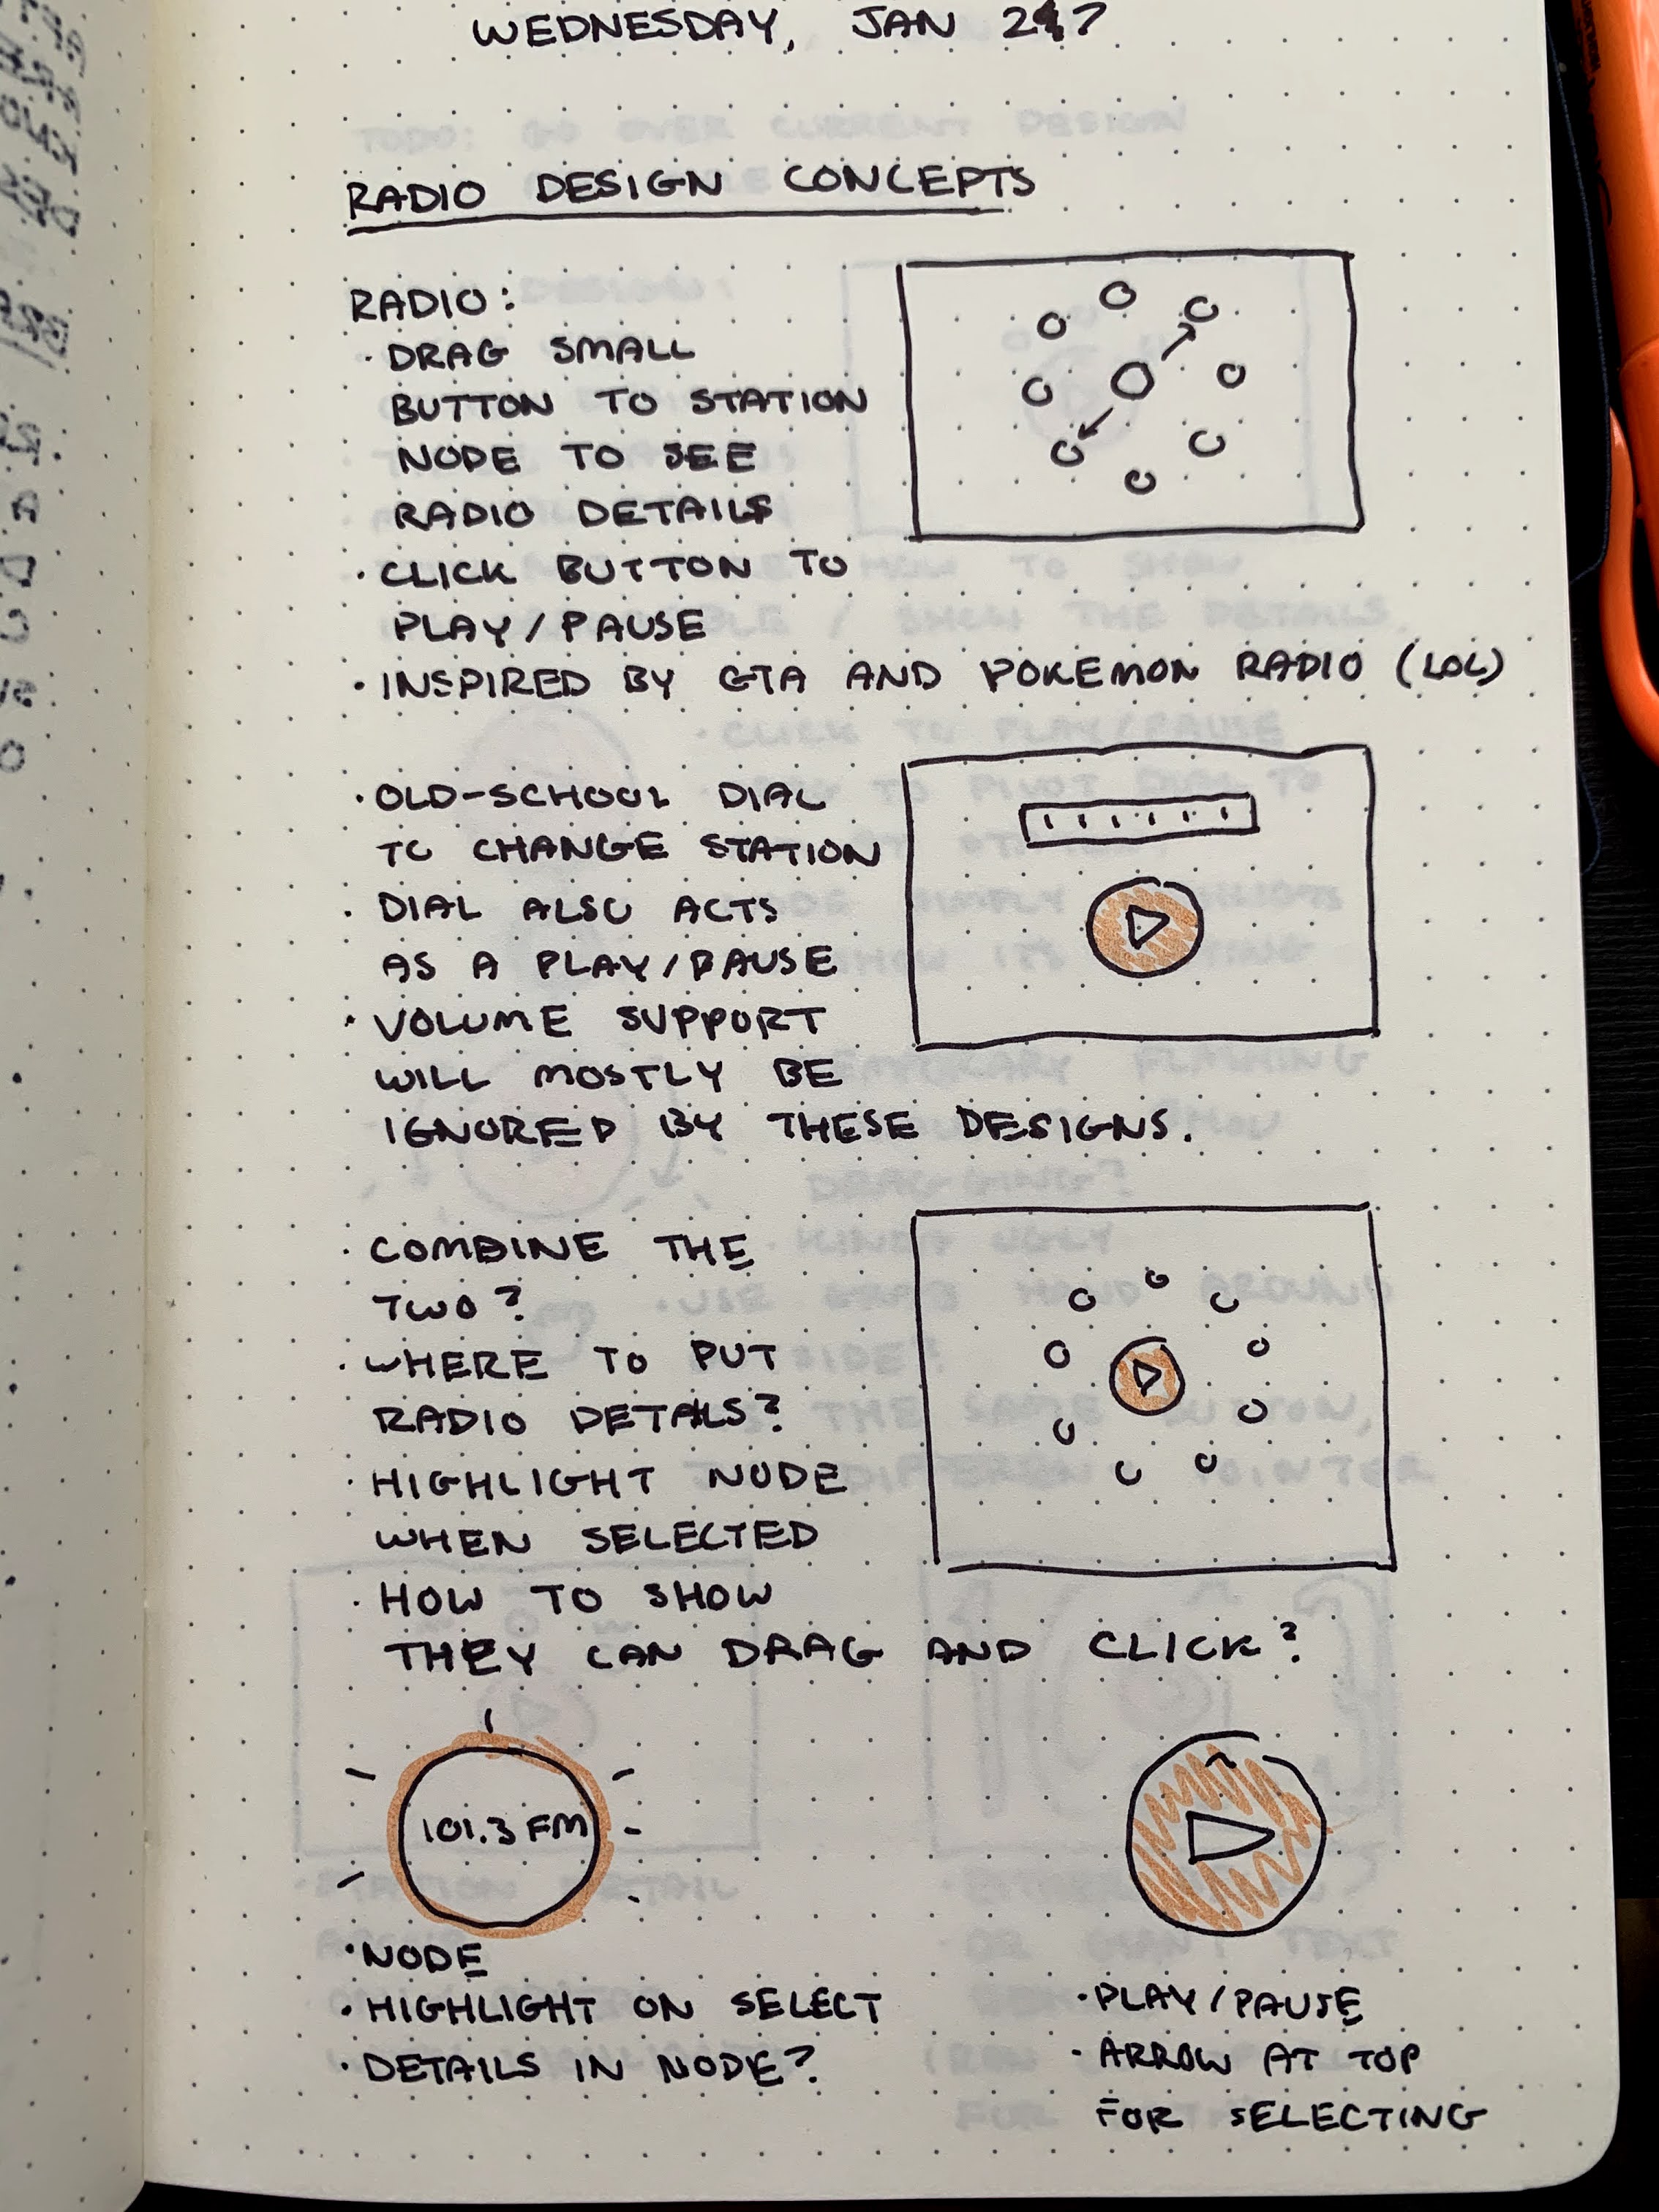 WEDNESDAY, JAN 27
RADIO DESIGN CONCEPTS
RADIO:
· DRAG SMALL
BUTTON TO STATION
NODE TO SEE
RADIO DETAILS
· CLICK BUTTON TO
PLAY/PAUSE
· INSPIRED BY GTA AND POKEMON RADIO (LOL)
· OLD-SCHOOL DIAL
TO CHANGE STATION
· DIAL ALSO ACTS
AS A PLAY/PAUSE
· VOLUME SUPPORT
WILL MOSTLY BE
IGNORED BY THESE DESIGNS.
· COMBINE THE
TWO?
· WHERE TO PUT
RADIO DETAILS?
· HIGHLIGHT NODE
WHEN SELECTED
· HOW TO SHOW
THEY CAN DRAG AND CLICK?
101.3 FM
· NODE
· HIGHLIGHT ON SELECT
· DETAILS IN NODE?
· PLAY/PAUSE
· ARROW AT TOP
FOR SELECTING